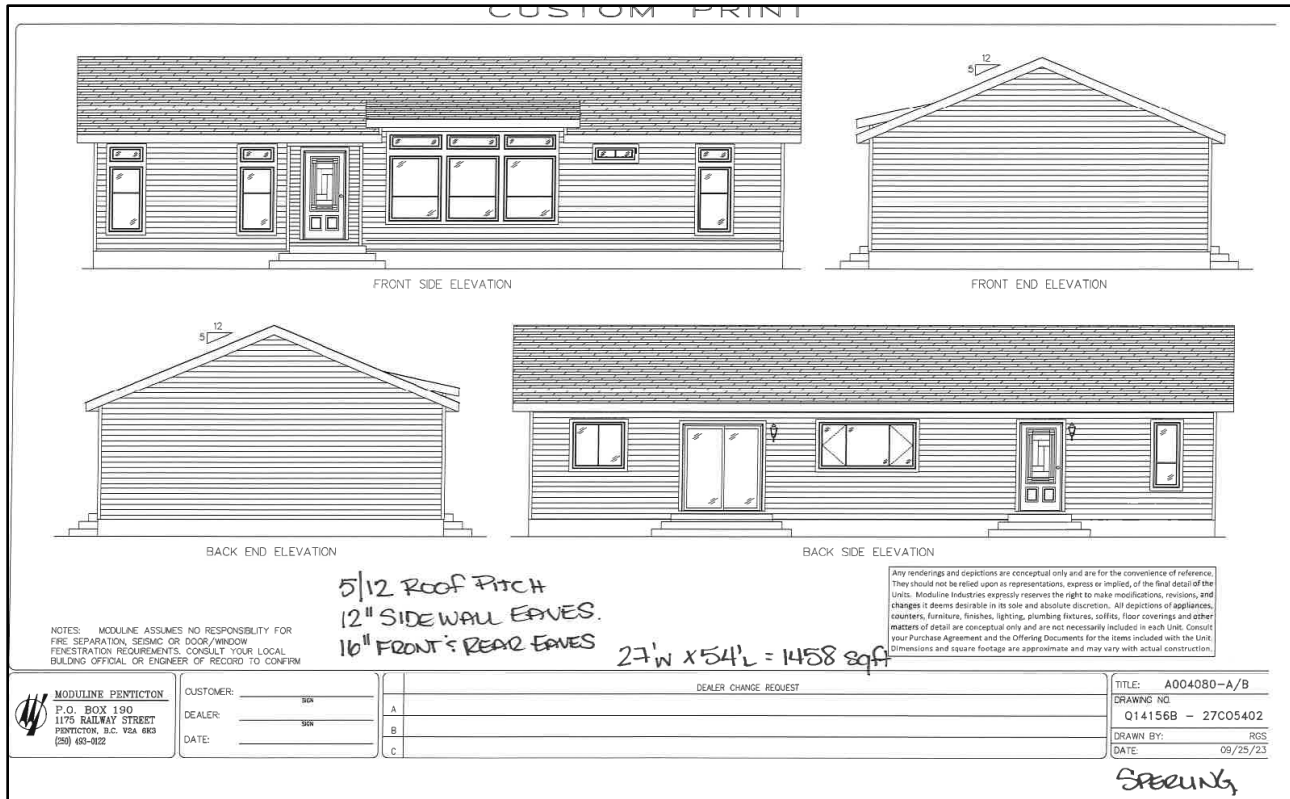 CUSTOM PRINT
12
5
FRONT SIDE ELEVATION
FRONT END ELEVATION
12
5
BACK END ELEVATION
BACK SIDE ELEVATION
5/12 ROOF PITCH
12" SIDEWALL EAVES.
16" FRONT & REAR EAVES
27'W X 54'L = 1458 sqft
NOTES: MODULINE ASSUMES NO RESPONSIBILITY FOR
FIRE SEPARATION, SEISMIC OR DOOR/WINDOW
FENESTRATION REQUIREMENTS. CONSULT YOUR LOCAL
BUILDING OFFICIAL OR ENGINEER OF RECORD TO CONFIRM
Any renderings and depictions are conceptual only and are for the convenience of reference.
They should not be relied upon as representations, express or implied, of the final detail of the
Units. Moduline Industries expressly reserves the right to make modifications, revisions, and
changes it deems desirable in its sole and absolute discretion. All depictions of appliances,
counters, furniture, finishes, lighting, plumbing fixtures, soffits, floor coverings and other
matters of detail are conceptual only and are not necessarily included in each Unit. Consult
your Purchase Agreement and the Offering Documents for the items included with the Unit.
Dimensions and square footage are approximate and may vary with actual construction.
MODULINE PENTICTON
P.O. BOX 190
1175 RAILWAY STREET
PENTICTON, B.C. V2A 6K3
(250) 493-0122
CUSTOMER:
SIGN
DEALER:
SIGN
DATE:
DEALER CHANGE REQUEST
A
B
C
TITLE: A004080-A/B
DRAWING NO.
Q14156B - 27C05402
DRAWN BY: RGS
DATE: 09/25/23
SPERLING